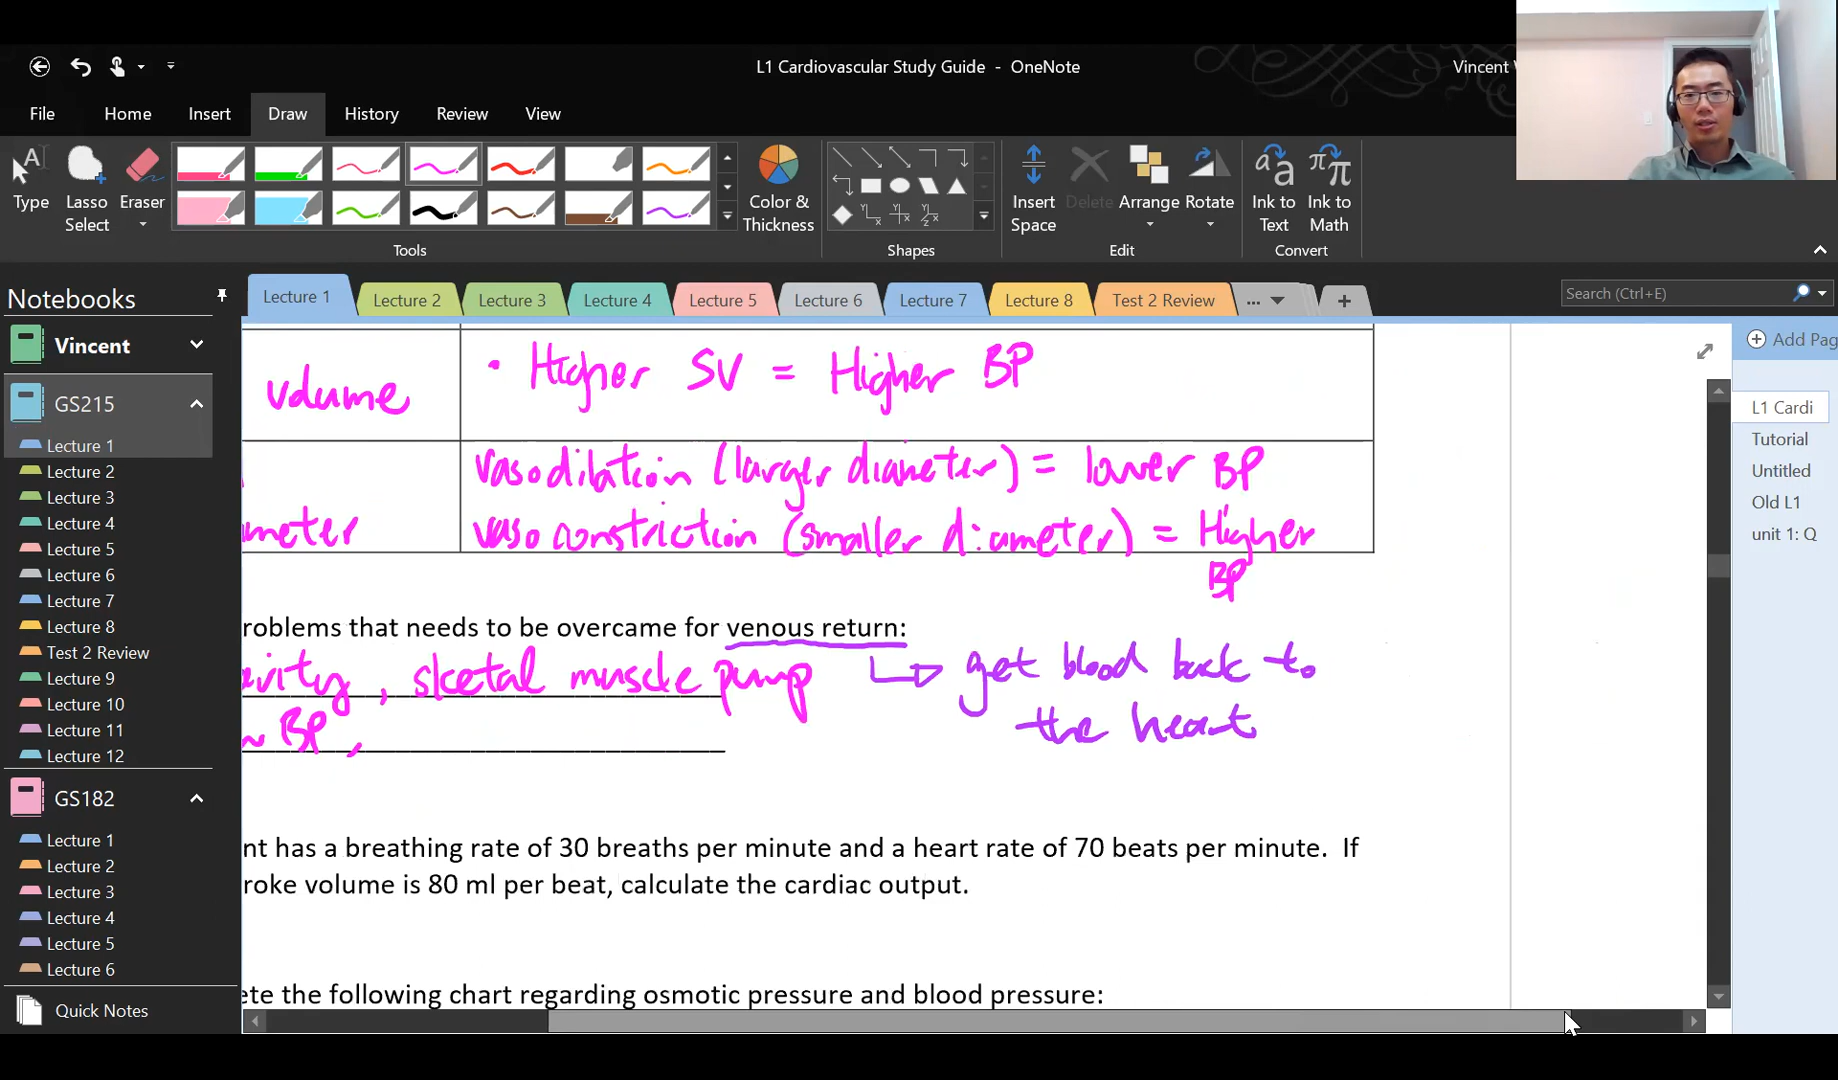 L1 Cardiovascular Study Guide - OneNote
Vincent
File Home Insert Draw History Review View
Type
Lasso Select
Eraser
Color & Thickness
Insert Space
Delete
Arrange
Rotate
Ink to Text
Ink to Math
Tools Shapes Edit Convert
Notebooks
Lecture 1 Lecture 2 Lecture 3 Lecture 4 Lecture 5 Lecture 6 Lecture 7 Lecture 8 Test 2 Review ...
Search (Ctrl+E)
Vincent
GS215
Lecture 1
Lecture 2
Lecture 3
Lecture 4
Lecture 5
Lecture 6
Lecture 7
Lecture 8
Test 2 Review
Lecture 9
Lecture 10
Lecture 11
Lecture 12
GS182
Lecture 1
Lecture 2
Lecture 3
Lecture 4
Lecture 5
Lecture 6
Quick Notes
volume
• Higher SV = Higher BP
ameter
vasodilation (larger diameter) = lower BP
vasoconstriction (smaller diameter) = Higher
BP
roblems that needs to be overcame for venous return:
avity, sketal muscle pump
BP,
get blood back to
the heart
nt has a breathing rate of 30 breaths per minute and a heart rate of 70 beats per minute. If
roke volume is 80 ml per beat, calculate the cardiac output.
ete the following chart regarding osmotic pressure and blood pressure:
Add Pag
L1 Cardi
Tutorial
Untitled
Old L1
unit 1: Q